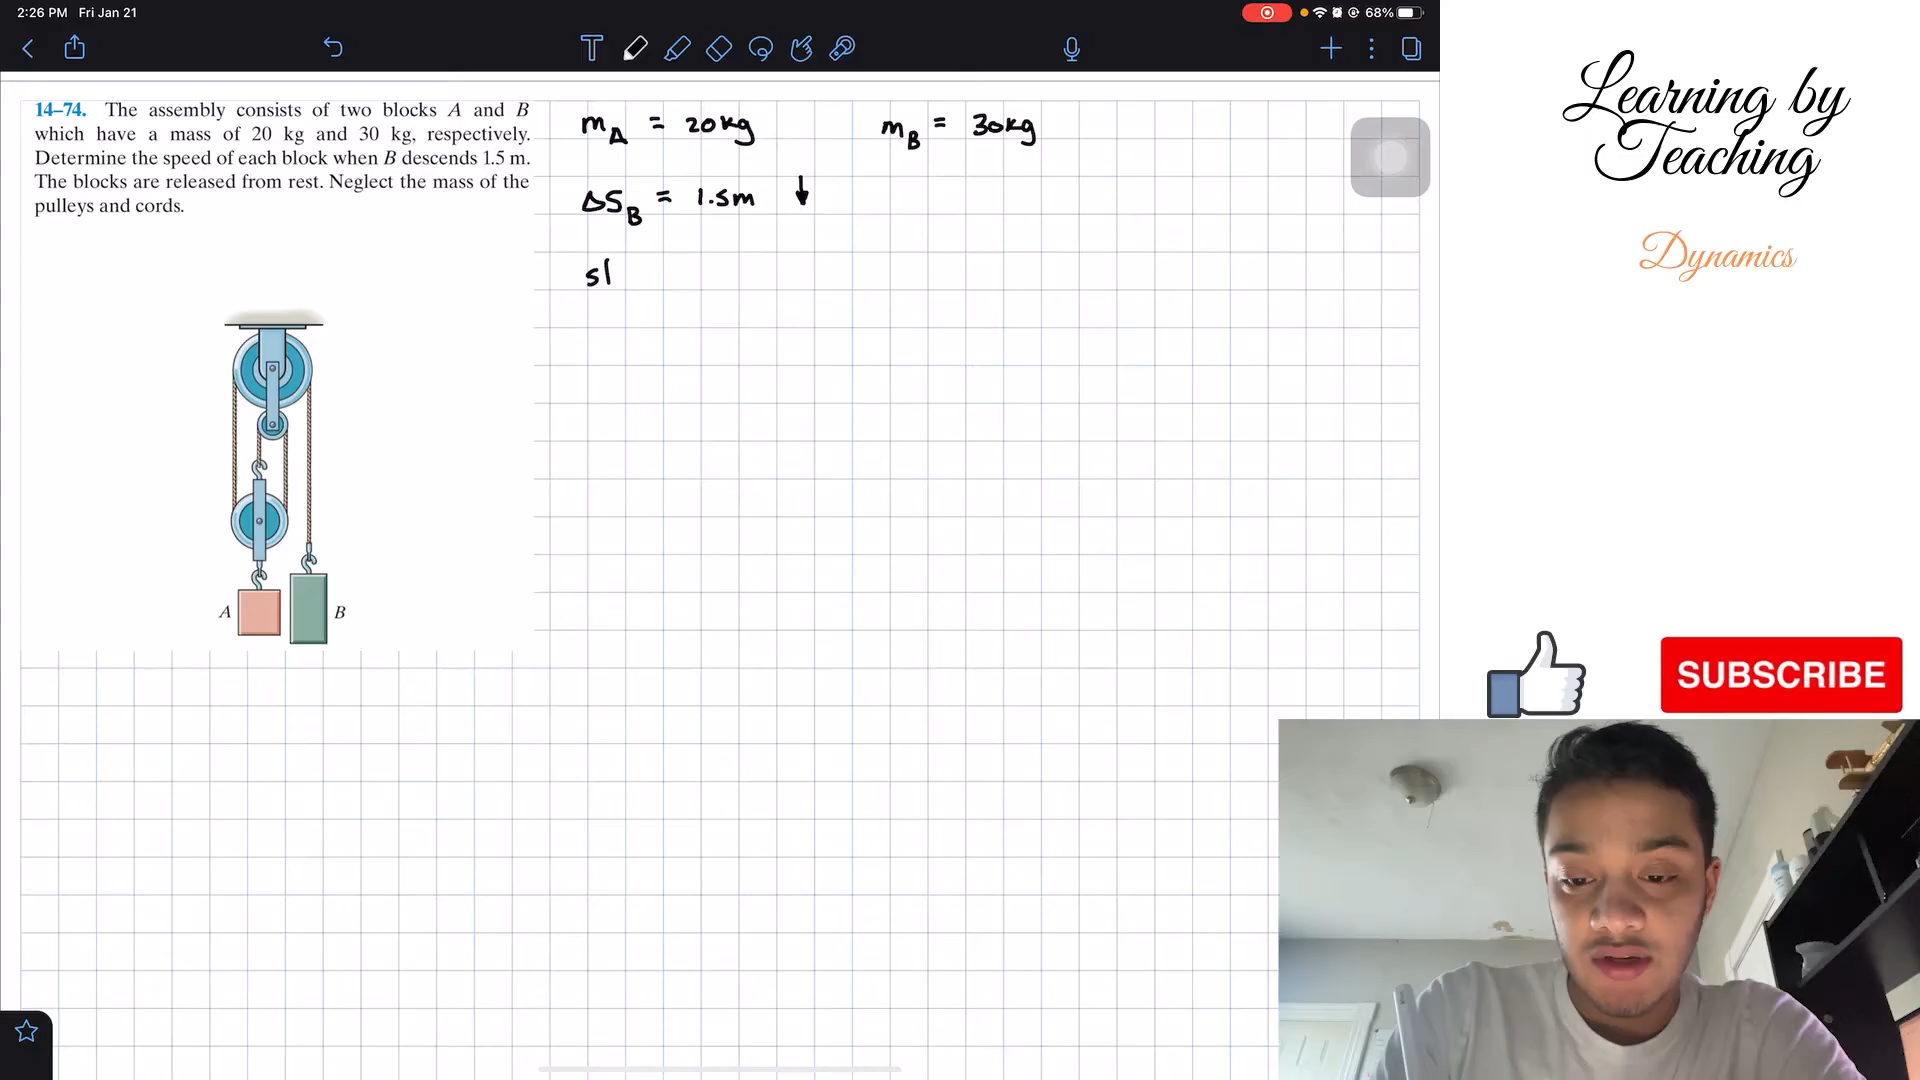 2:26 PM Fri Jan 21
68%
14–74. The assembly consists of two blocks A and B
which have a mass of 20 kg and 30 kg, respectively.
Determine the speed of each block when B descends 1.5 m.
The blocks are released from rest. Neglect the mass of the
pulleys and cords.
A
B
m_A = 20kg m_B = 30kg
ΔS_B = 1.5m ↓
sl
Learning by
Teaching
Dynamics
SUBSCRIBE